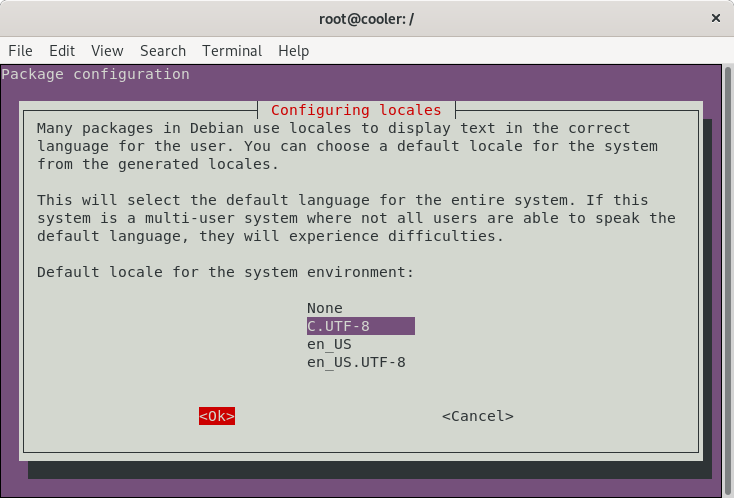 root@cooler: /
File Edit View Search Terminal Help
Package configuration
Configuring locales
Many packages in Debian use locales to display text in the correct
language for the user. You can choose a default locale for the system
from the generated locales.
This will select the default language for the entire system. If this
system is a multi-user system where not all users are able to speak the
default language, they will experience difficulties.
Default locale for the system environment:
None
C.UTF-8
en_US
en_US.UTF-8
<Ok> <Cancel>